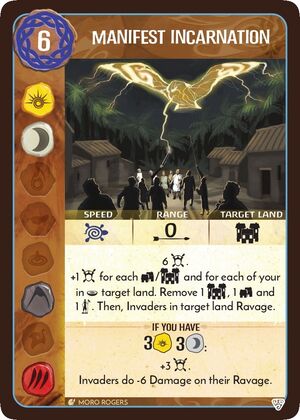 6 MANIFEST INCARNATION
SPEED RANGE TARGET LAND
0
6
+1 for each / and for each of your
in target land. Remove 1 , 1 and
1 . Then, Invaders in target land Ravage.
IF YOU HAVE:
3 3 :
+3 .
Invaders do -6 Damage on their Ravage.
MORO ROGERS